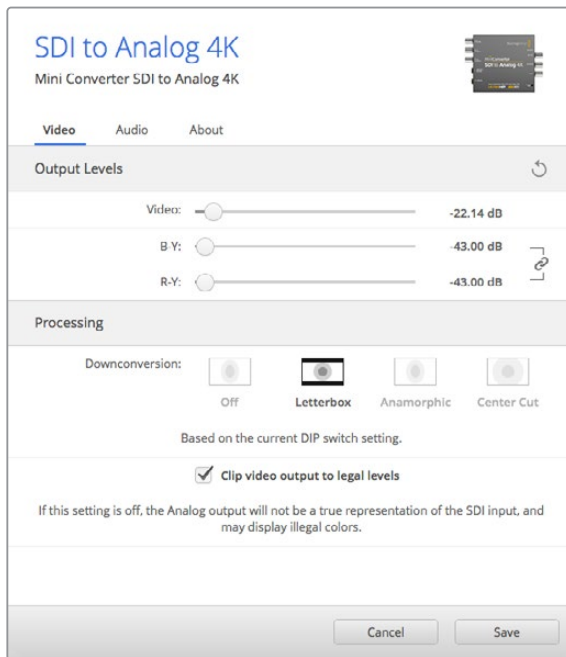 SDI to Analog 4K
Mini Converter SDI to Analog 4K
Video Audio About
Output Levels
Video: -22.14 dB
B-Y: -43.00 dB
R-Y: -43.00 dB
Processing
Downconversion:
Off Letterbox Anamorphic Center Cut
Based on the current DIP switch setting.
Clip video output to legal levels
If this setting is off, the Analog output will not be a true representation of the SDI input, and
may display illegal colors.
Cancel Save